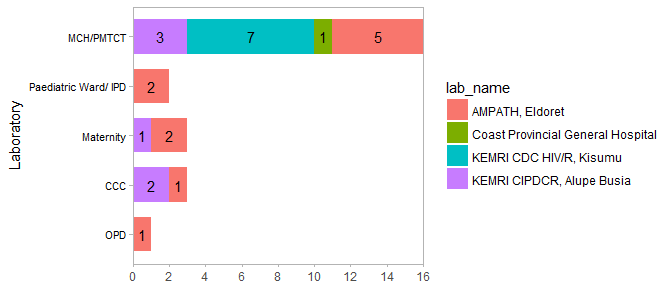 MCH/PMTCT
3 7 1 5
Paediatric Ward/ IPD
2
Maternity
1 2
CCC
2 1
OPD
1
0 2 4 6 8 10 12 14 16
Laboratory
lab_name
AMPATH, Eldoret
Coast Provincial General Hospital
KEMRI CDC HIV/R, Kisumu
KEMRI CIPDCR, Alupe Busia